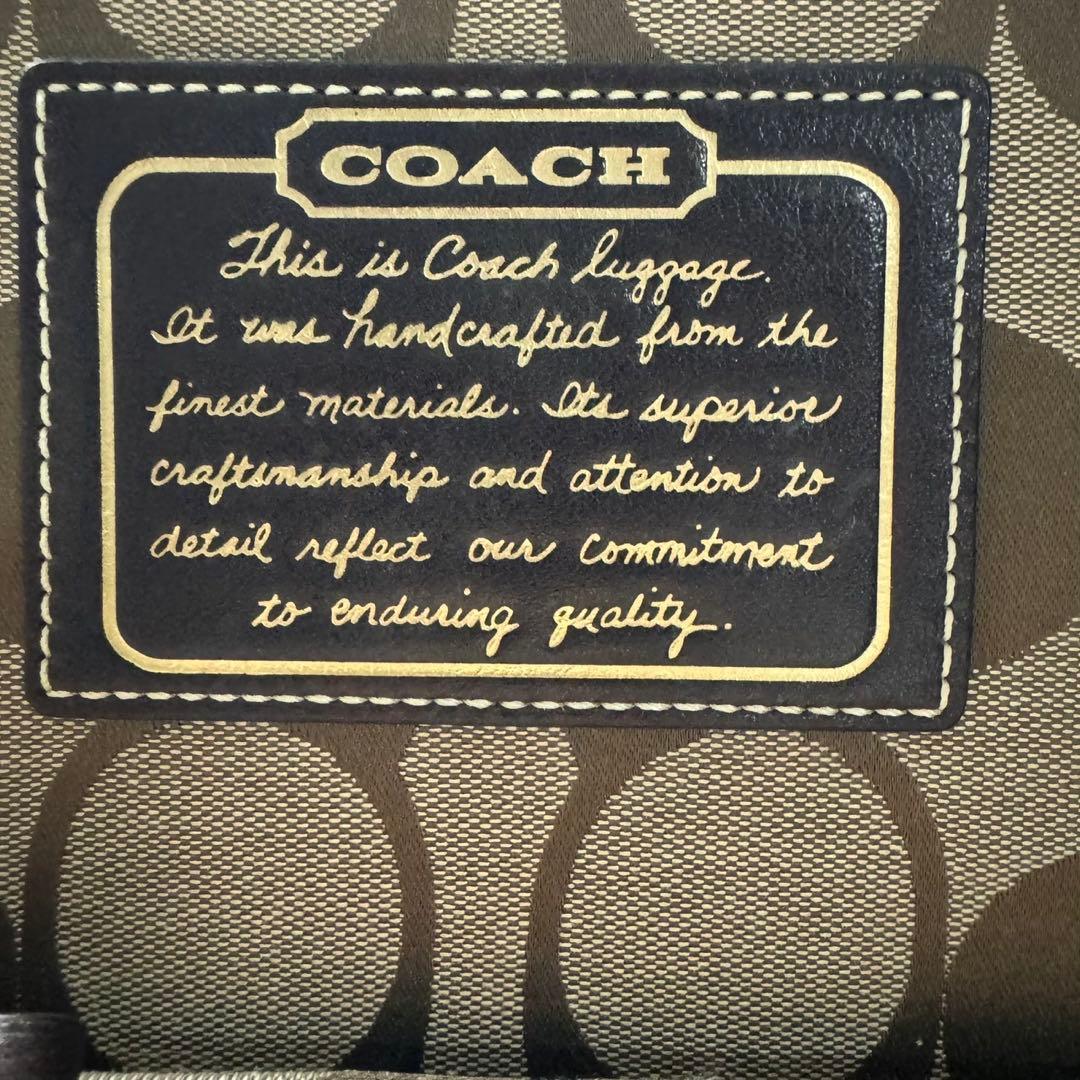 COACH
This is Coach luggage.
It was handcrafted from the
finest materials. Its superior
craftsmanship and attention to
detail reflect our commitment
to enduring quality.